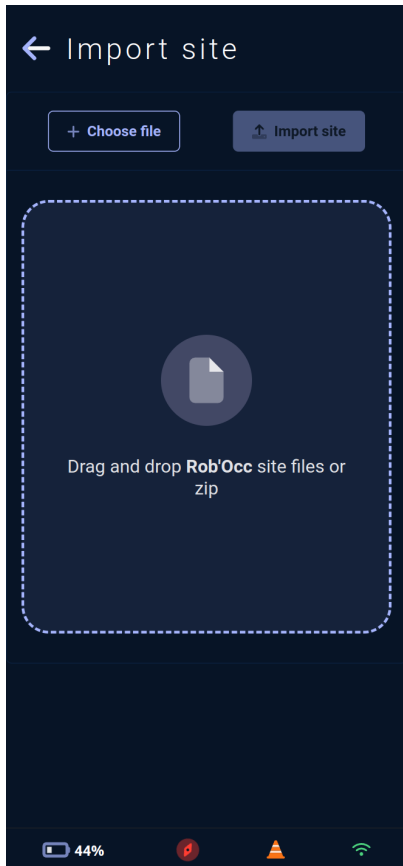 Import site
Choose file
Import site
Drag and drop Rob'Occ site files or
zip
44%